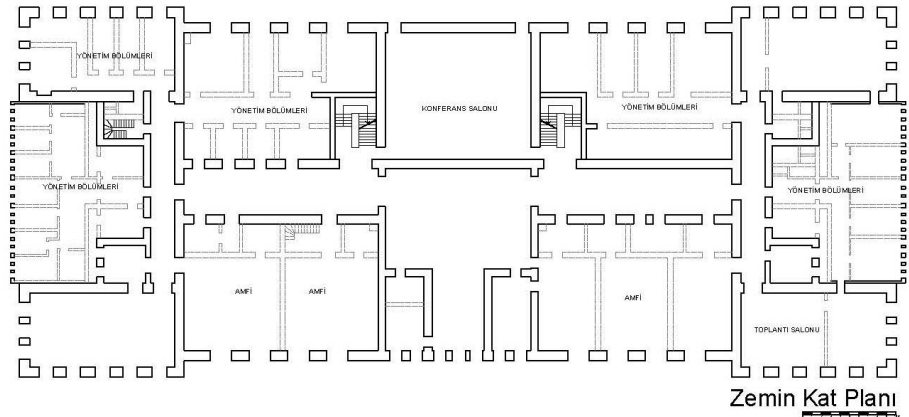 YÖNETİM BÖLÜMLERİ
YÖNETİM BÖLÜMLERİ
KONFERANS SALONU
YÖNETİM BÖLÜMLERİ
YÖNETİM BÖLÜMLERİ
YÖNETİM BÖLÜMLERİ
AMFİ
AMFİ
AMFİ
TOPLANTI SALONU
Zemin Kat Planı